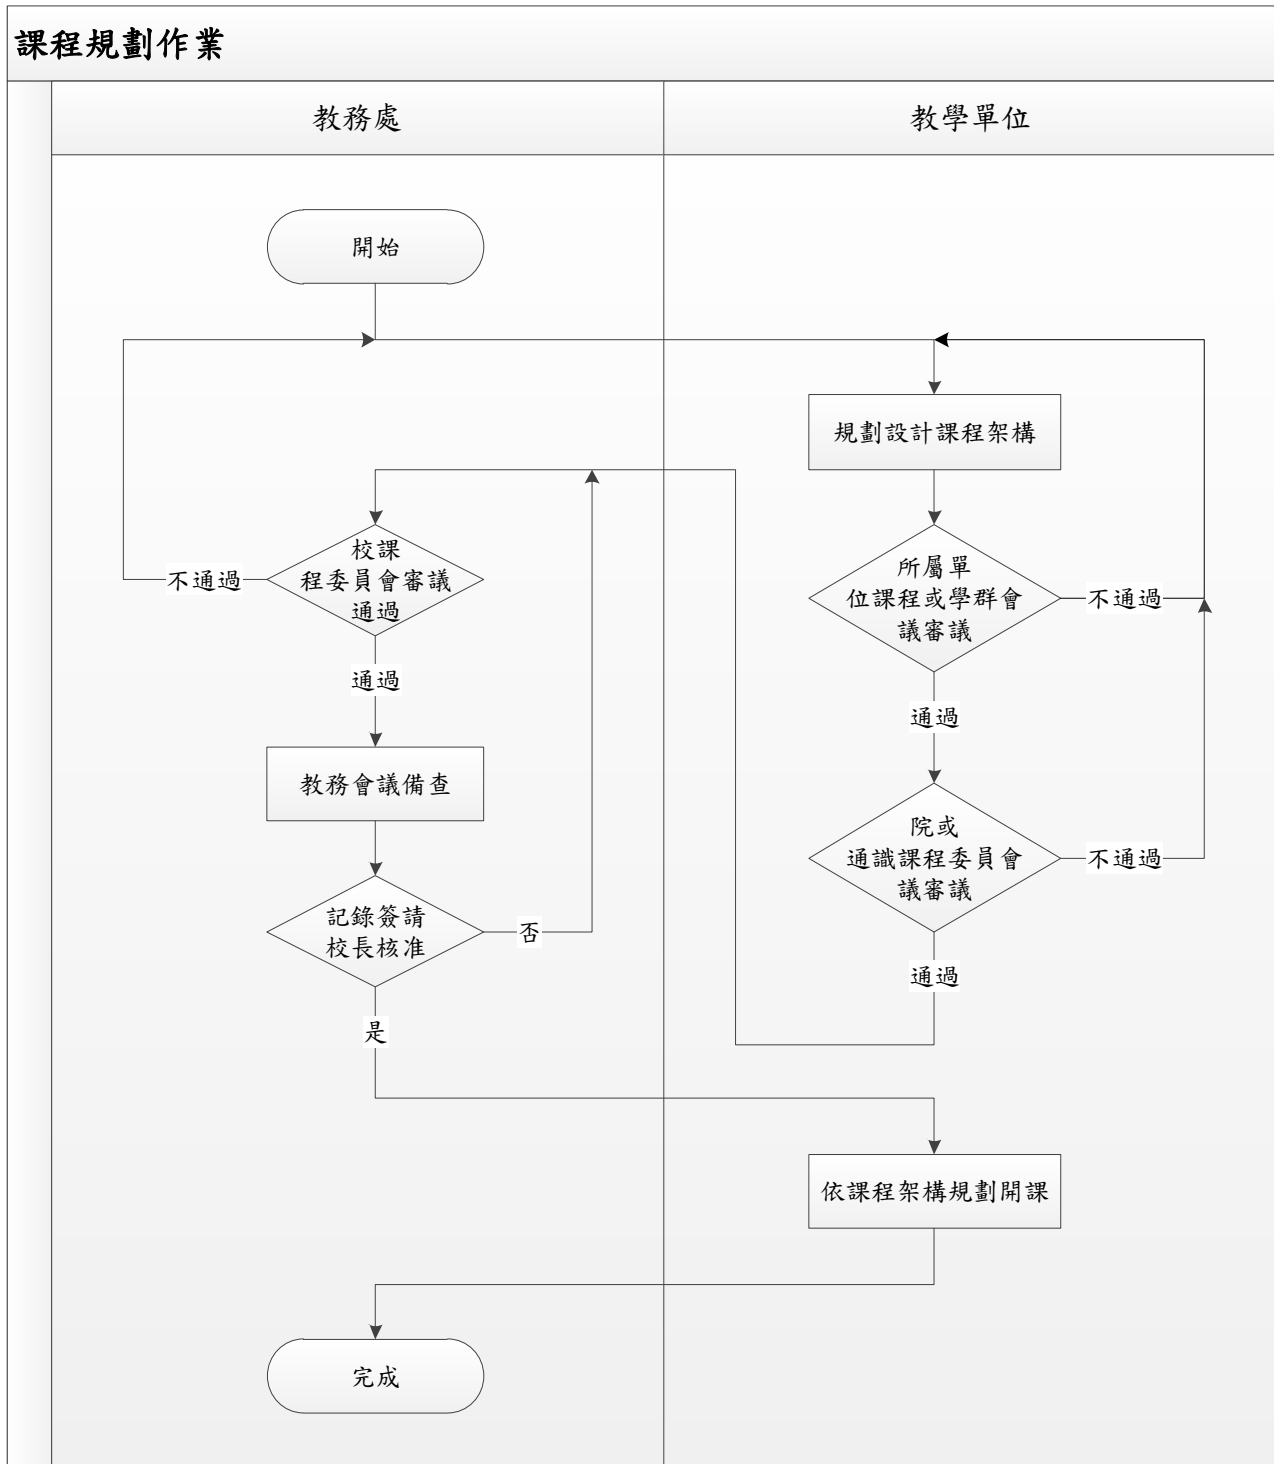 課程規劃作業
教務處
教學單位
開始
規劃設計課程架構
校課
程委員會審議
通過
不通過
所屬單
位課程或學群會
議審議
不通過
通過
通過
教務會議備查
院或
通識課程委員會
議審議
不通過
記錄簽請
校長核准
否
通過
是
依課程架構規劃開課
完成